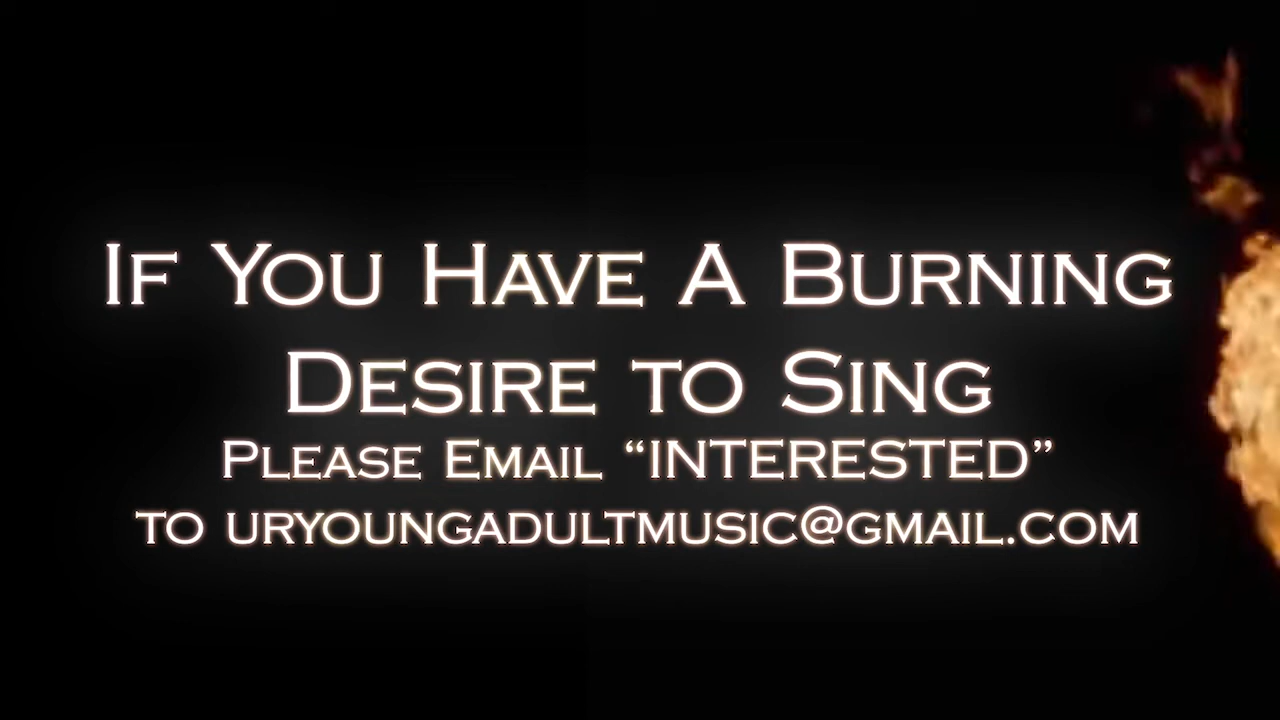 If You Have A Burning
Desire to Sing
Please Email “INTERESTED”
to uryoungadultmusic@gmail.com